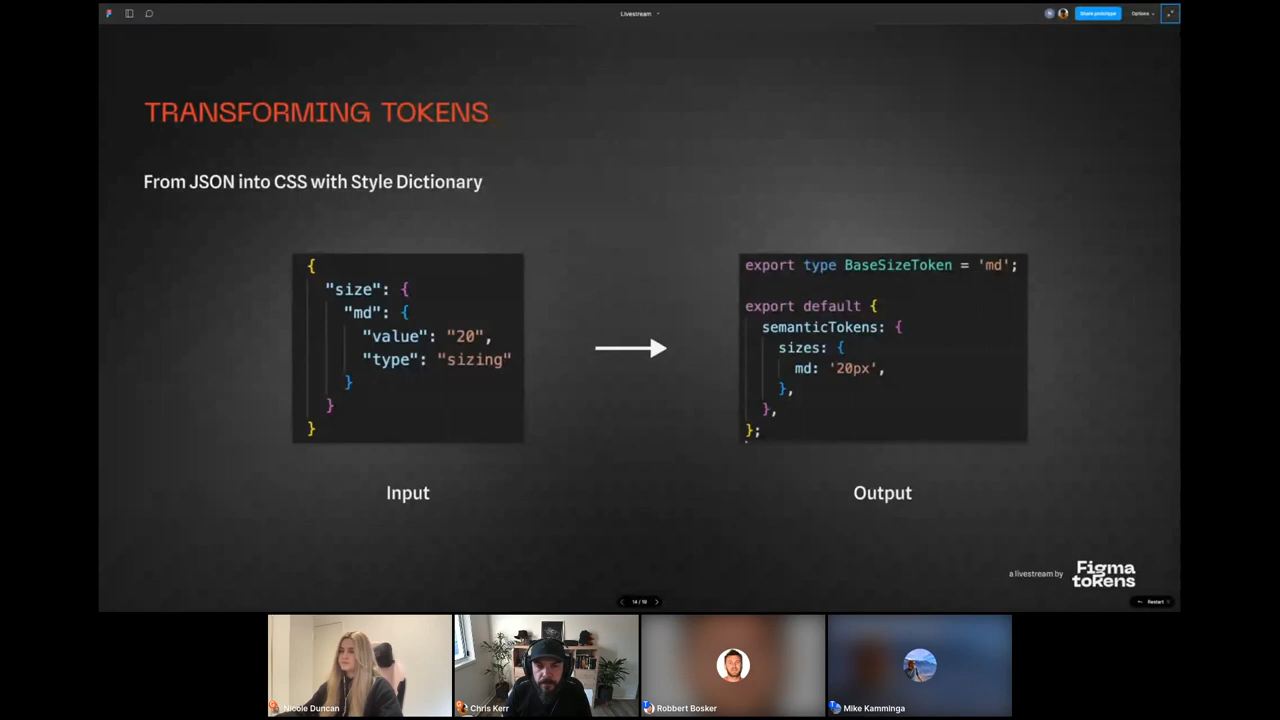 Livestream
Share prototype
Options
TRANSFORMING TOKENS
From JSON into CSS with Style Dictionary
{
"size": {
"md": {
"value": "20",
"type": "sizing"
}
}
}
export type BaseSizeToken = 'md';
export default {
semanticTokens: {
sizes: {
md: '20px',
},
},
};
Input
Output
a livestream by
Figma
tokens
14 / 18
Restart
Nicole Duncan
Chris Kerr
Robbert Bosker
Mike Kamminga